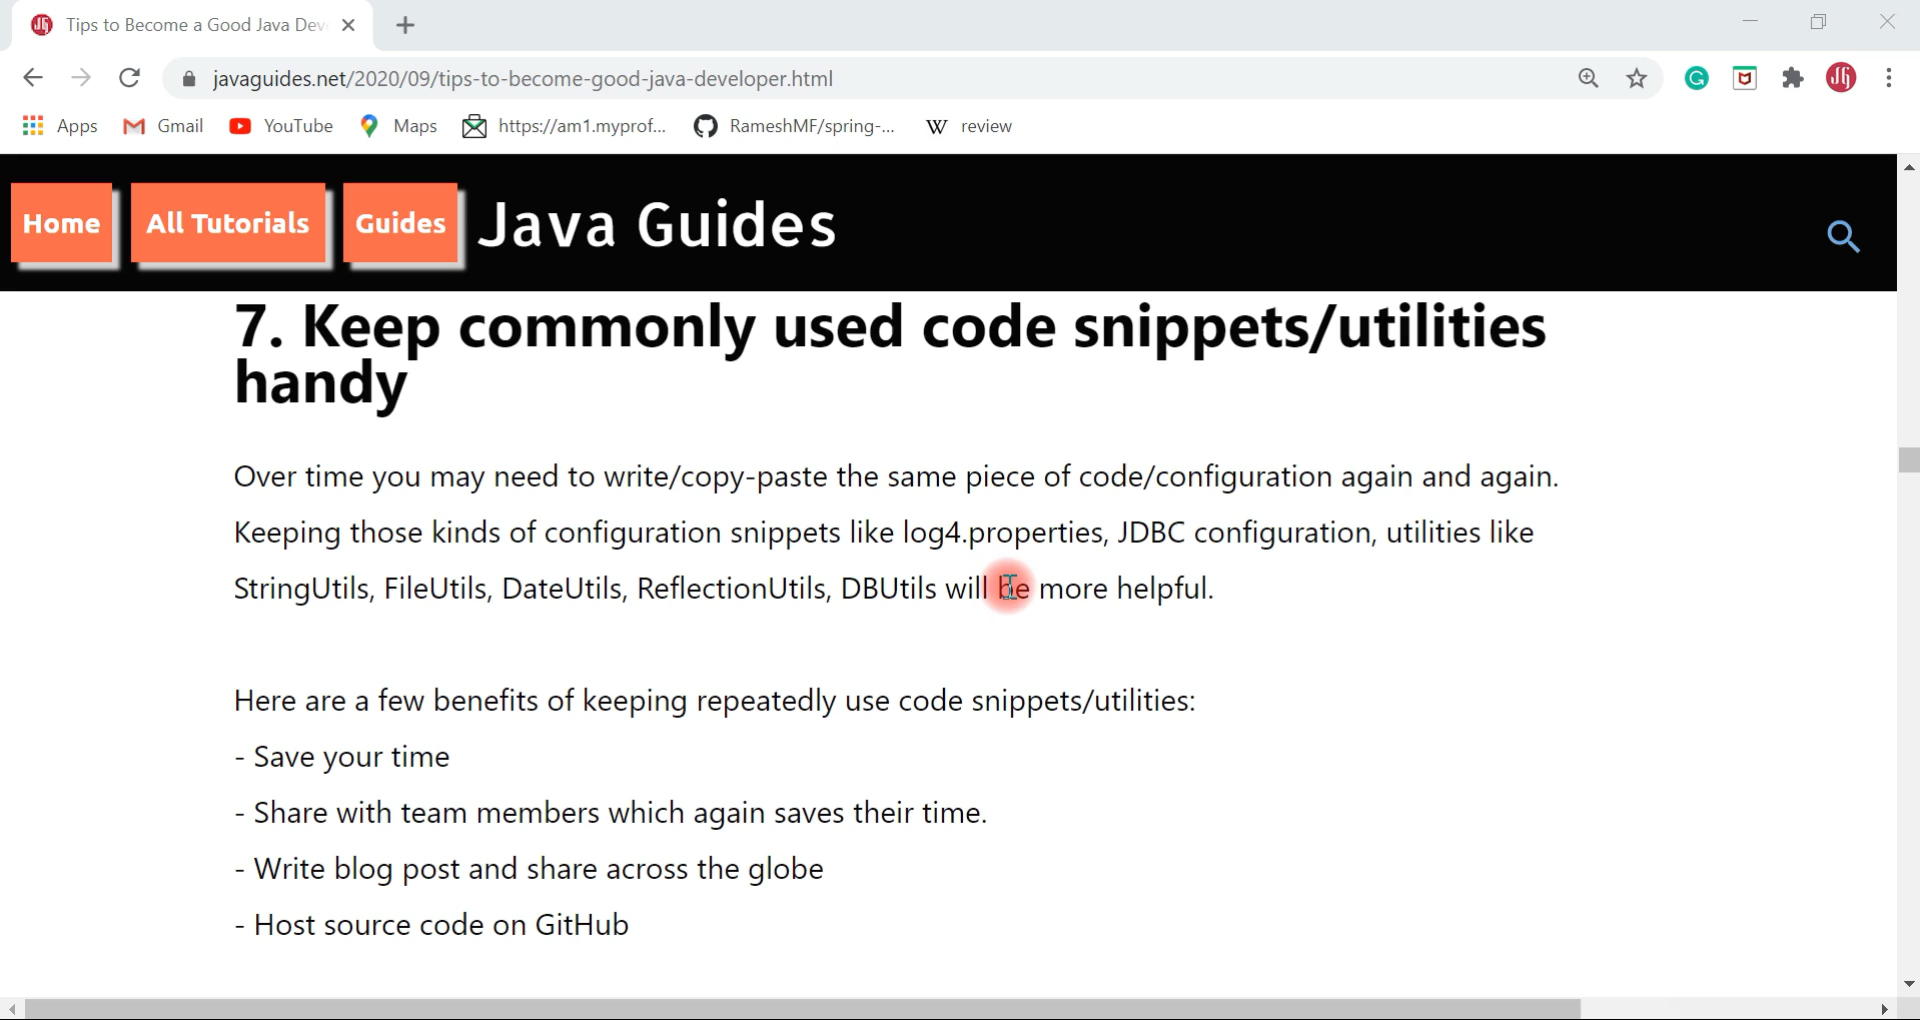 Tips to Become a Good Java Dev
javaguides.net/2020/09/tips-to-become-good-java-developer.html
Apps Gmail YouTube Maps https://am1.myprof... RameshMF/spring-... W review
Home All Tutorials Guides Java Guides
7. Keep commonly used code snippets/utilities
handy
Over time you may need to write/copy-paste the same piece of code/configuration again and again.
Keeping those kinds of configuration snippets like log4.properties, JDBC configuration, utilities like
StringUtils, FileUtils, DateUtils, ReflectionUtils, DBUtils will be more helpful.
Here are a few benefits of keeping repeatedly use code snippets/utilities:
- Save your time
- Share with team members which again saves their time.
- Write blog post and share across the globe
- Host source code on GitHub